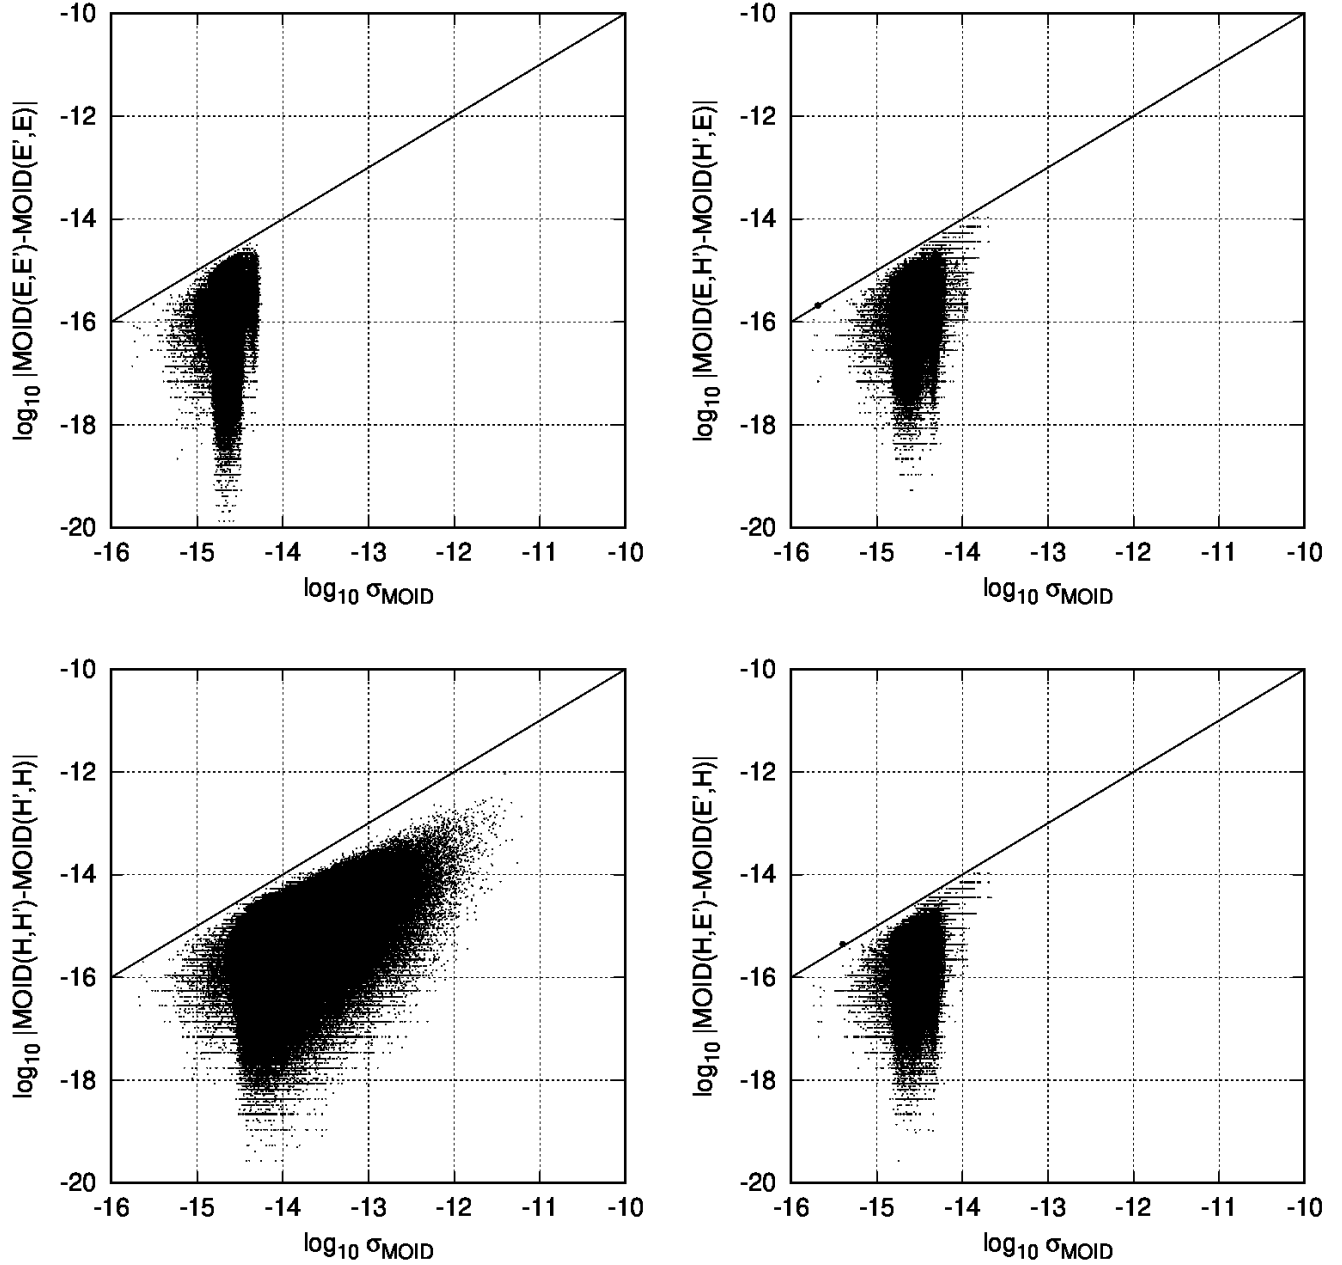 log10 |MOID(E,E')-MOID(E',E)|
-10
-12
-14
-16
-18
-20
-16 -15 -14 -13 -12 -11 -10
log10 σMOID
log10 |MOID(E,H')-MOID(H',E)|
-10
-12
-14
-16
-18
-20
-16 -15 -14 -13 -12 -11 -10
log10 σMOID
log10 |MOID(H,H')-MOID(H',H)|
-10
-12
-14
-16
-18
-20
-16 -15 -14 -13 -12 -11 -10
log10 σMOID
log10 |MOID(H,E')-MOID(E',H)|
-10
-12
-14
-16
-18
-20
-16 -15 -14 -13 -12 -11 -10
log10 σMOID